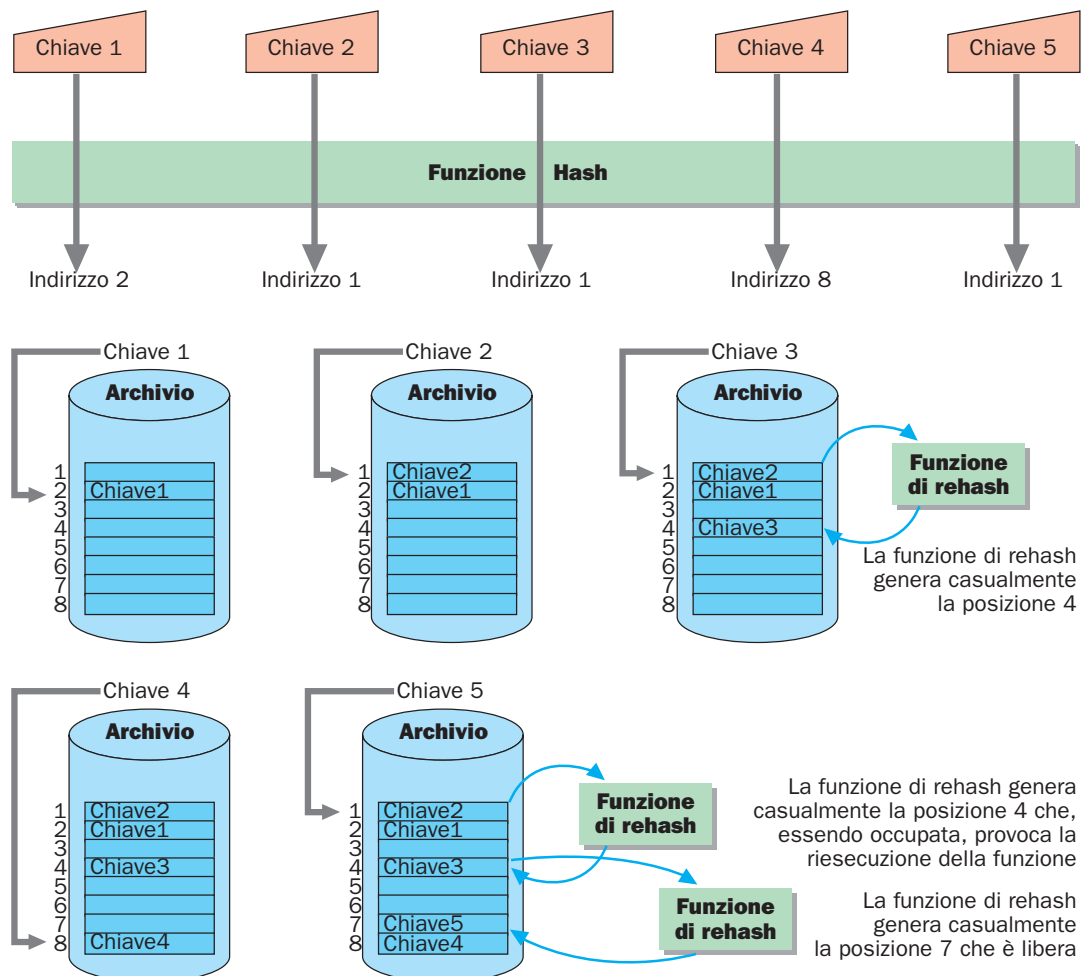 Chiave 1
Chiave 2
Chiave 3
Chiave 4
Chiave 5
Funzione Hash
Indirizzo 2
Indirizzo 1
Indirizzo 1
Indirizzo 8
Indirizzo 1
Chiave 1
Archivio
1
2 Chiave1
3
4
5
6
7
8
Chiave 2
Archivio
1 Chiave2
2 Chiave1
3
4
5
6
7
8
Chiave 3
Archivio
1 Chiave2
2 Chiave1
3
4 Chiave3
5
6
7
8
Funzione
di rehash
La funzione di rehash
genera casualmente
la posizione 4
Chiave 4
Archivio
1 Chiave2
2 Chiave1
3
4 Chiave3
5
6
7
8 Chiave4
Chiave 5
Archivio
1 Chiave2
2 Chiave1
3
4 Chiave3
5
6
7 Chiave5
8 Chiave4
Funzione
di rehash
La funzione di rehash genera
casualmente la posizione 4 che,
essendo occupata, provoca la
riesecuzione della funzione
Funzione
di rehash
La funzione di rehash
genera casualmente
la posizione 7 che è libera